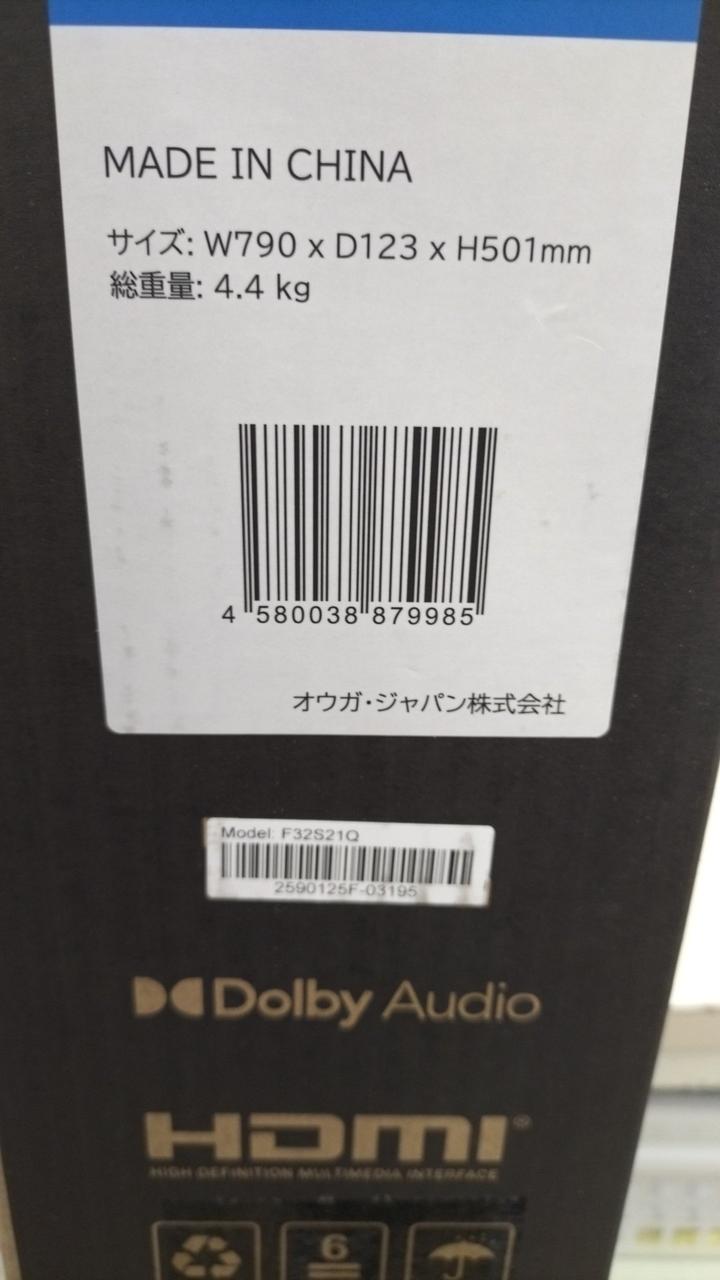 MADE IN CHINA
サイズ: W790 x D123 x H501mm
総重量: 4.4 kg
4 580038 879985
オウガ・ジャパン株式会社
Model: F32S21Q
2590125F-03195
Dolby Audio
HDMI®
HIGH DEFINITION MULTIMEDIA INTERFACE
6